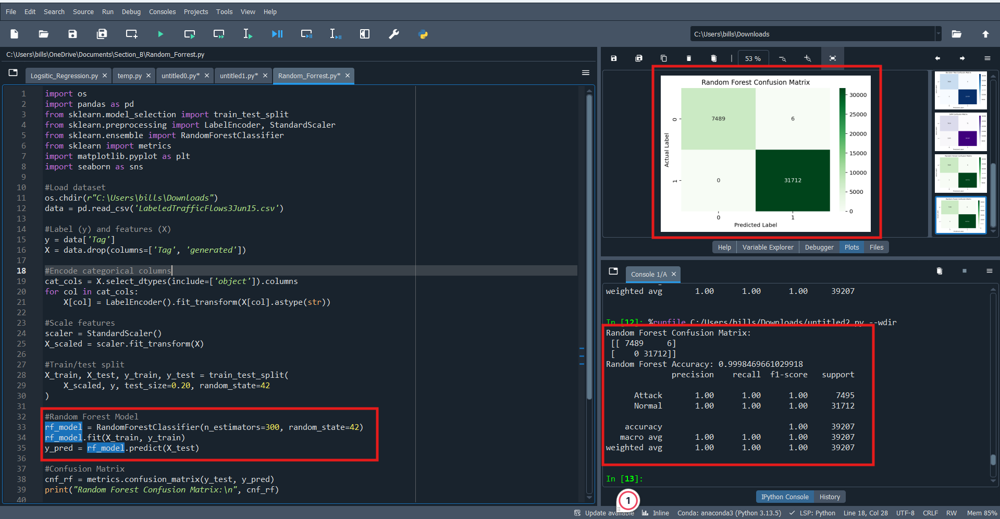 File Edit Search Source Run Debug Consoles Projects Tools View Help
C:\Users\bills\Downloads
C:\Users\bills\OneDrive\Documents\Section_B\Random_Forrest.py
Logsitic_Regression.py temp.py untitled0.py* untitled1.py* Random_Forrest.py*
1 import os
2 import pandas as pd
3 from sklearn.model_selection import train_test_split
4 from sklearn.preprocessing import LabelEncoder, StandardScaler
5 from sklearn.ensemble import RandomForestClassifier
6 from sklearn import metrics
7 import matplotlib.pyplot as plt
8 import seaborn as sns
9
10 #Load dataset
11 os.chdir(r"C:\Users\bills\Downloads")
12 data = pd.read_csv('LabeledTrafficFlows3Jun15.csv')
13
14 #Label (y) and features (X)
15 y = data['Tag']
16 X = data.drop(columns=['Tag', 'generated'])
17
18 #Encode categorical columns
19 cat_cols = X.select_dtypes(include=['object']).columns
20 for col in cat_cols:
21 X[col] = LabelEncoder().fit_transform(X[col].astype(str))
22
23 #Scale features
24 scaler = StandardScaler()
25 X_scaled = scaler.fit_transform(X)
26
27 #Train/test split
28 X_train, X_test, y_train, y_test = train_test_split(
29 X_scaled, y, test_size=0.20, random_state=42
30 )
31
32 #Random Forest Model
33 rf_model = RandomForestClassifier(n_estimators=300, random_state=42)
34 rf_model.fit(X_train, y_train)
35 y_pred = rf_model.predict(X_test)
36
37 #Confusion Matrix
38 cnf_rf = metrics.confusion_matrix(y_test, y_pred)
39 print("Random Forest Confusion Matrix:\n", cnf_rf)
40
53 %
Random Forest Confusion Matrix
7489 6
0 31712
0
1
Actual Label
0 1
Predicted Label
30000
25000
20000
15000
10000
5000
0
Help Variable Explorer Debugger Plots Files
Console 1/A
weighted avg 1.00 1.00 1.00 39207
In [12]: %runfile C:/Users/bills/Downloads/untitled2.py --wdir
Random Forest Confusion Matrix:
[[ 7489 6]
[ 0 31712]]
Random Forest Accuracy: 0.9998469661029918
precision recall f1-score support
Attack 1.00 1.00 1.00 7495
Normal 1.00 1.00 1.00 31712
accuracy 1.00 39207
macro avg 1.00 1.00 1.00 39207
weighted avg 1.00 1.00 1.00 39207
In [13]:
1
IPython Console History
Update available Inline Conda: anaconda3 (Python 3.13.5) LSP: Python Line 18, Col 28 UTF-8 CRLF RW Mem 85%